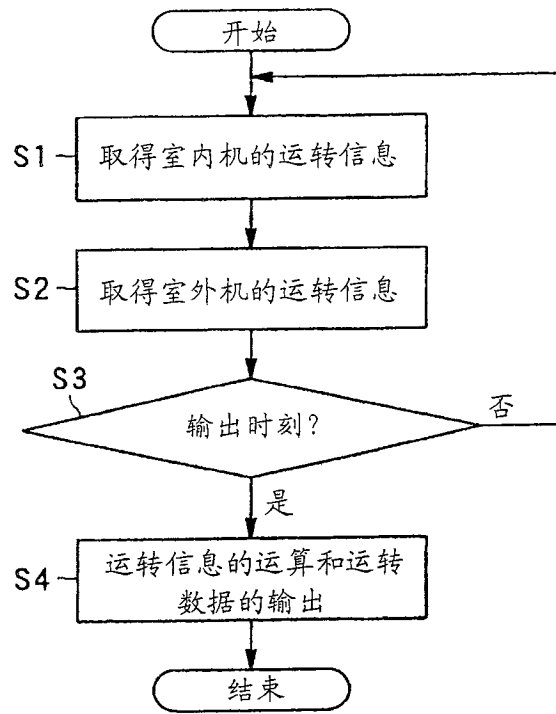 开始
S1
取得室内机的运转信息
S2
取得室外机的运转信息
S3
输出时刻?
否
是
S4
运转信息的运算和运转
数据的输出
结束